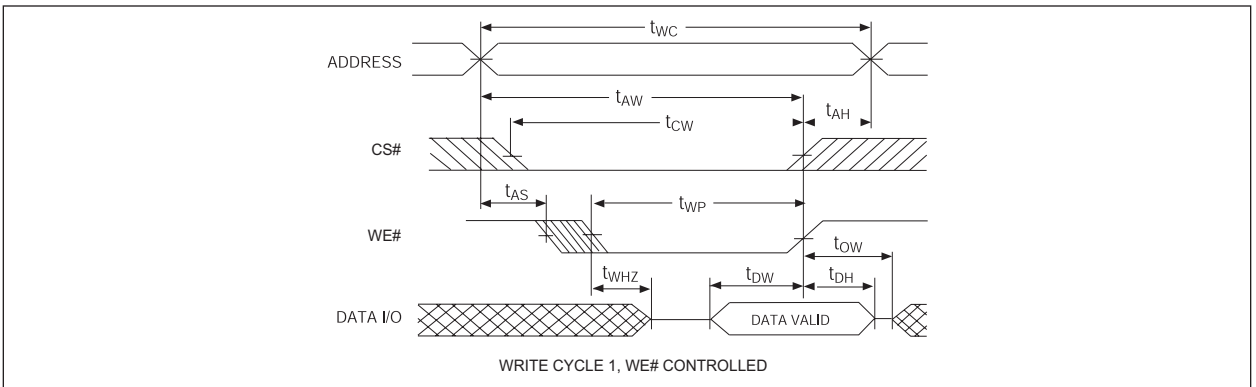 tWC
ADDRESS
tAW
tAH
tCW
CS#
tAS
tWP
WE#
tOW
tWHZ
tDW
tDH
DATA I/O
DATA VALID
WRITE CYCLE 1, WE# CONTROLLED